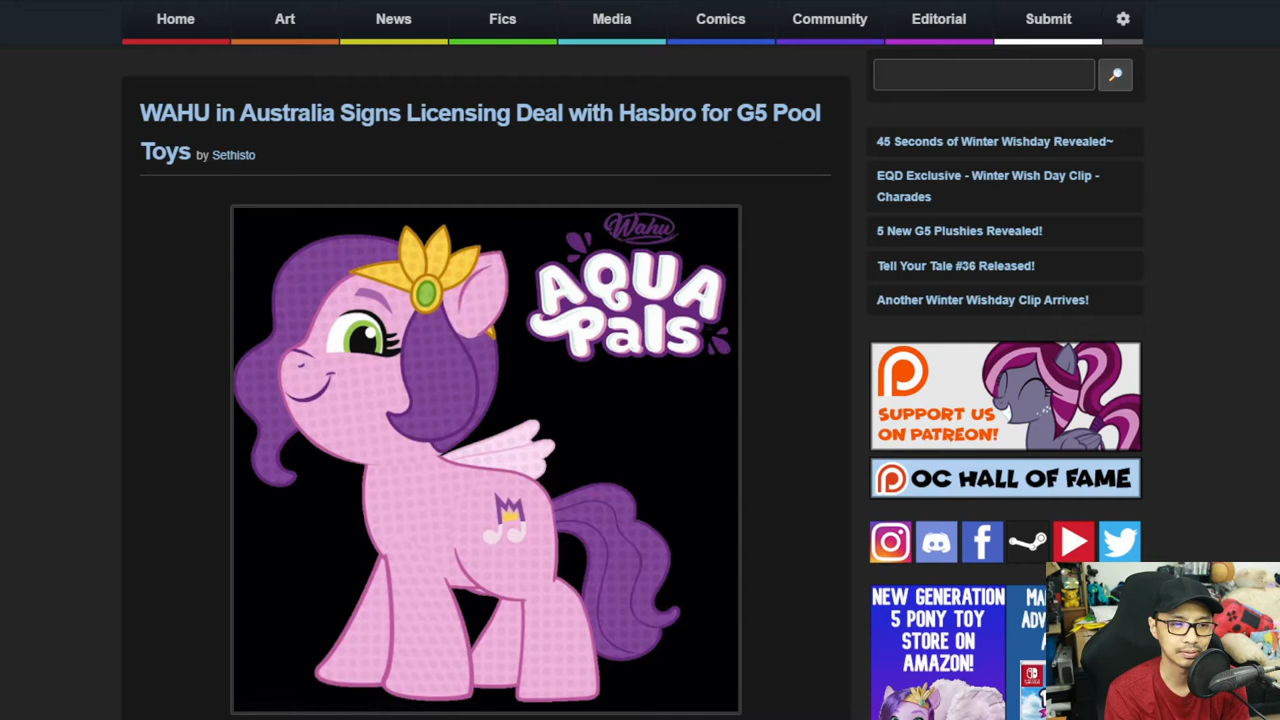 Home Art News Fics Media Comics Community Editorial Submit
WAHU in Australia Signs Licensing Deal with Hasbro for G5 Pool
Toys by Sethisto
Wahu
AQUA
Pals
45 Seconds of Winter Wishday Revealed~
EQD Exclusive - Winter Wish Day Clip -
Charades
5 New G5 Plushies Revealed!
Tell Your Tale #36 Released!
Another Winter Wishday Clip Arrives!
SUPPORT US
ON PATREON!
OC HALL OF FAME
NEW GENERATION
5 PONY TOY
STORE ON
AMAZON!